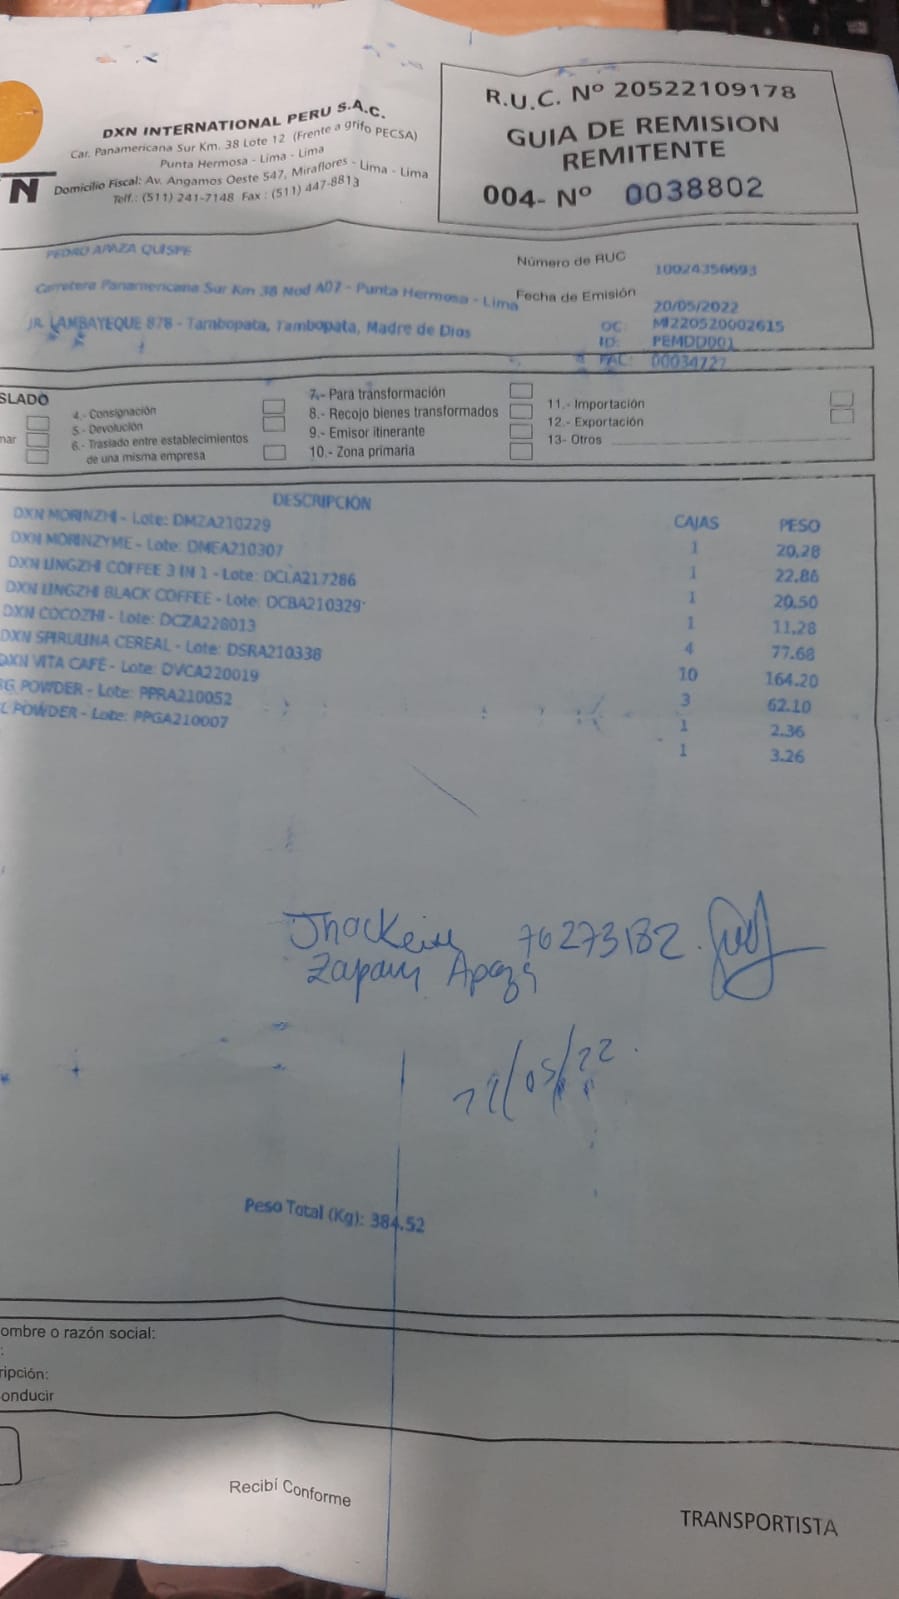 R.U.C. Nº 20522109178
GUIA DE REMISION
REMITENTE
004- Nº 0038802
N
DXN INTERNATIONAL PERU S.A.C.
Car. Panamericana Sur Km. 38 Lote 12 (Frente a grifo PECSA)
Punta Hermosa - Lima - Lima
Domicilio Fiscal: Av. Angamos Oeste 547, Miraflores - Lima - Lima
Telf.: (511) 241-7148 Fax : (511) 447-8813
PEDRO APAZA QUISPE
Número de RUC 10024356693
Carretera Panamericana Sur Km 38 Mod A07 - Punta Hermosa - Lima
Fecha de Emisión 20/05/2022
JR. LAMBAYEQUE 878 - Tambopata, Tambopata, Madre de Dios
OC: MI220520002615
ID: PEMDD001
FAC: 00034727
SLADO
nar
4.- Consignación
5 - Devolución
6.- Traslado entre establecimientos
de una misma empresa
7.- Para transformación
8.- Recojo bienes transformados
9.- Emisor itinerante
10.- Zona primaria
11.- Importación
12.- Exportación
13- Otros
DESCRIPCIÓN CAJAS PESO
DXN MORINZHI - Lote: DMZA210229 1 20.28
DXN MORINZYME - Lote: DMEA210307 1 22.86
DXN LINGZHI COFFEE 3 IN 1 - Lote: DCLA217286 1 20.50
DXN LINGZHI BLACK COFFEE - Lote: DCBA210329 1 11.28
DXN COCOZHI - Lote: DCZA228013 4 77.68
DXN SPIRULINA CEREAL - Lote: DSRA210338 10 164.20
DXN VITA CAFE - Lote: DVCA220019 3 62.10
RG POWDER - Lote: PPRA210052 1 2.36
L POWDER - Lote: PPGA210007 1 3.26
76273182
Apaza
/05/22
Peso Total (Kg): 384.52
ombre o razón social:
:
ripción:
onducir
Recibí Conforme
TRANSPORTISTA